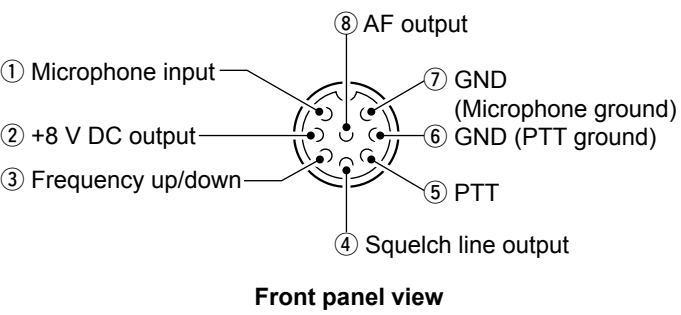 ⑧ AF output
① Microphone input
⑦ GND
(Microphone ground)
② +8 V DC output
⑥ GND (PTT ground)
③ Frequency up/down
⑤ PTT
④ Squelch line output
Front panel view